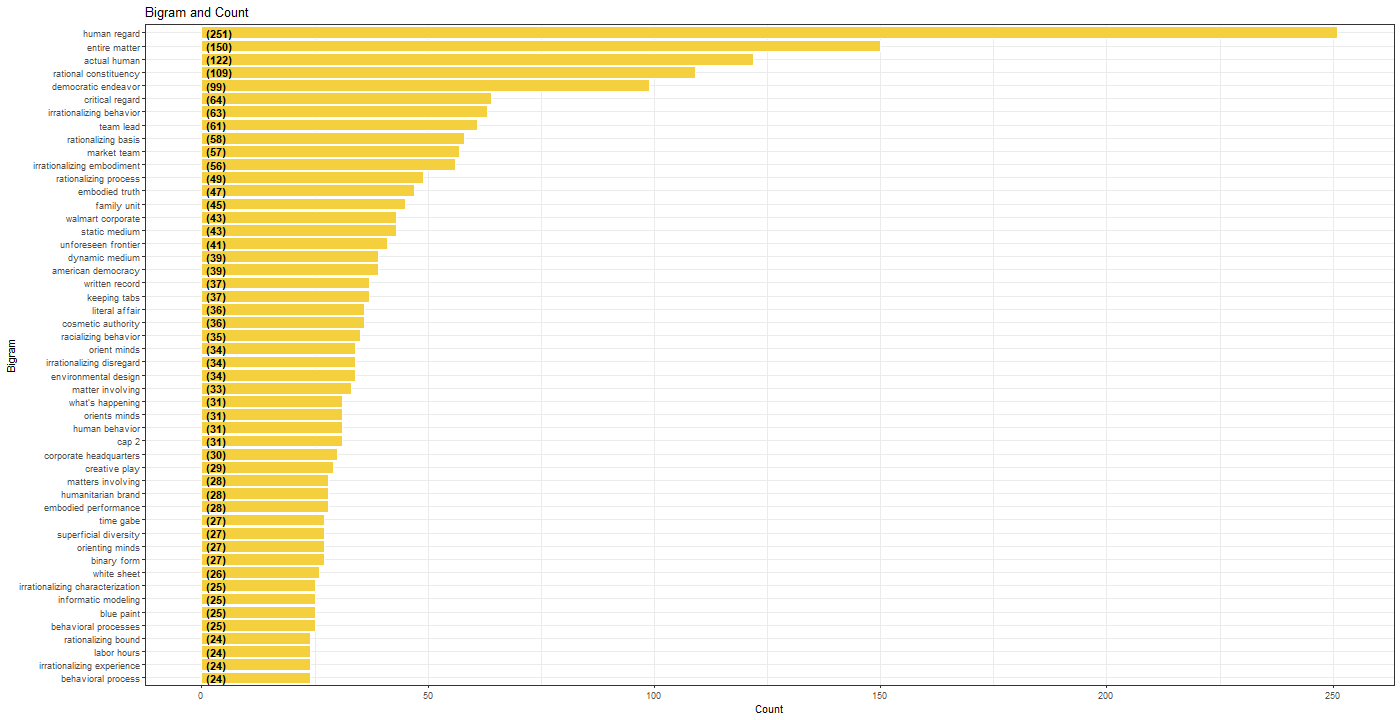 Bigram and Count
human regard (251)
entire matter (150)
actual human (122)
rational constituency (109)
democratic endeavor (99)
critical regard (64)
irrationalizing behavior (63)
team lead (61)
rationalizing basis (58)
market team (57)
irrationalizing embodiment (56)
rationalizing process (49)
embodied truth (47)
family unit (45)
walmart corporate (43)
static medium (43)
unforeseen frontier (41)
dynamic medium (39)
american democracy (39)
written record (37)
keeping tabs (37)
literal affair (36)
cosmetic authority (36)
racializing behavior (35)
orient minds (34)
irrationalizing disregard (34)
environmental design (34)
matter involving (33)
what's happening (31)
orients minds (31)
human behavior (31)
cap 2 (31)
corporate headquarters (30)
creative play (29)
matters involving (28)
humanitarian brand (28)
embodied performance (28)
time gabe (27)
superficial diversity (27)
orienting minds (27)
binary form (27)
white sheet (26)
irrationalizing characterization (25)
informatic modeling (25)
blue paint (25)
behavioral processes (25)
rationalizing bound (24)
labor hours (24)
irrationalizing experience (24)
behavioral process (24)
Bigram
0 50 100 150 200 250
Count